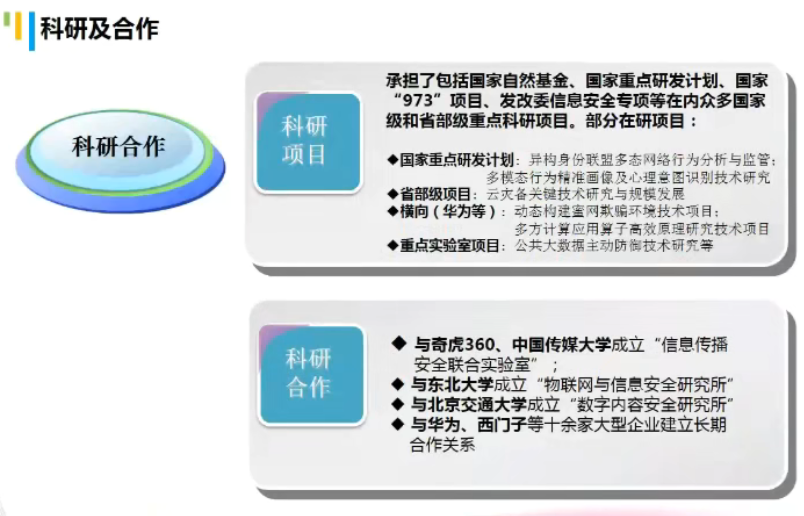 科研及合作
科研合作
科研
项目
承担了包括国家自然基金、国家重点研发计划、国家
“973”项目、发改委信息安全专项等在内众多国家
级和省部级重点科研项目。部分在研项目：
◆国家重点研发计划：异构身份联盟多态网络行为分析与监管；
多模态行为精准画像及心理意图识别技术研究
◆省部级项目：云灾备关键技术研究与规模发展
◆横向（华为等）：动态构建蜜网欺骗环境技术项目；
多方计算应用算子高效原理研究技术项目
◆重点实验室项目：公共大数据主动防御技术研究等
科研
合作
◆ 与奇虎360、中国传媒大学成立“信息传播
安全联合实验室”；
◆ 与东北大学成立“物联网与信息安全研究所”
◆ 与北京交通大学成立“数字内容安全研究所”
◆ 与华为、西门子等十余家大型企业建立长期
合作关系